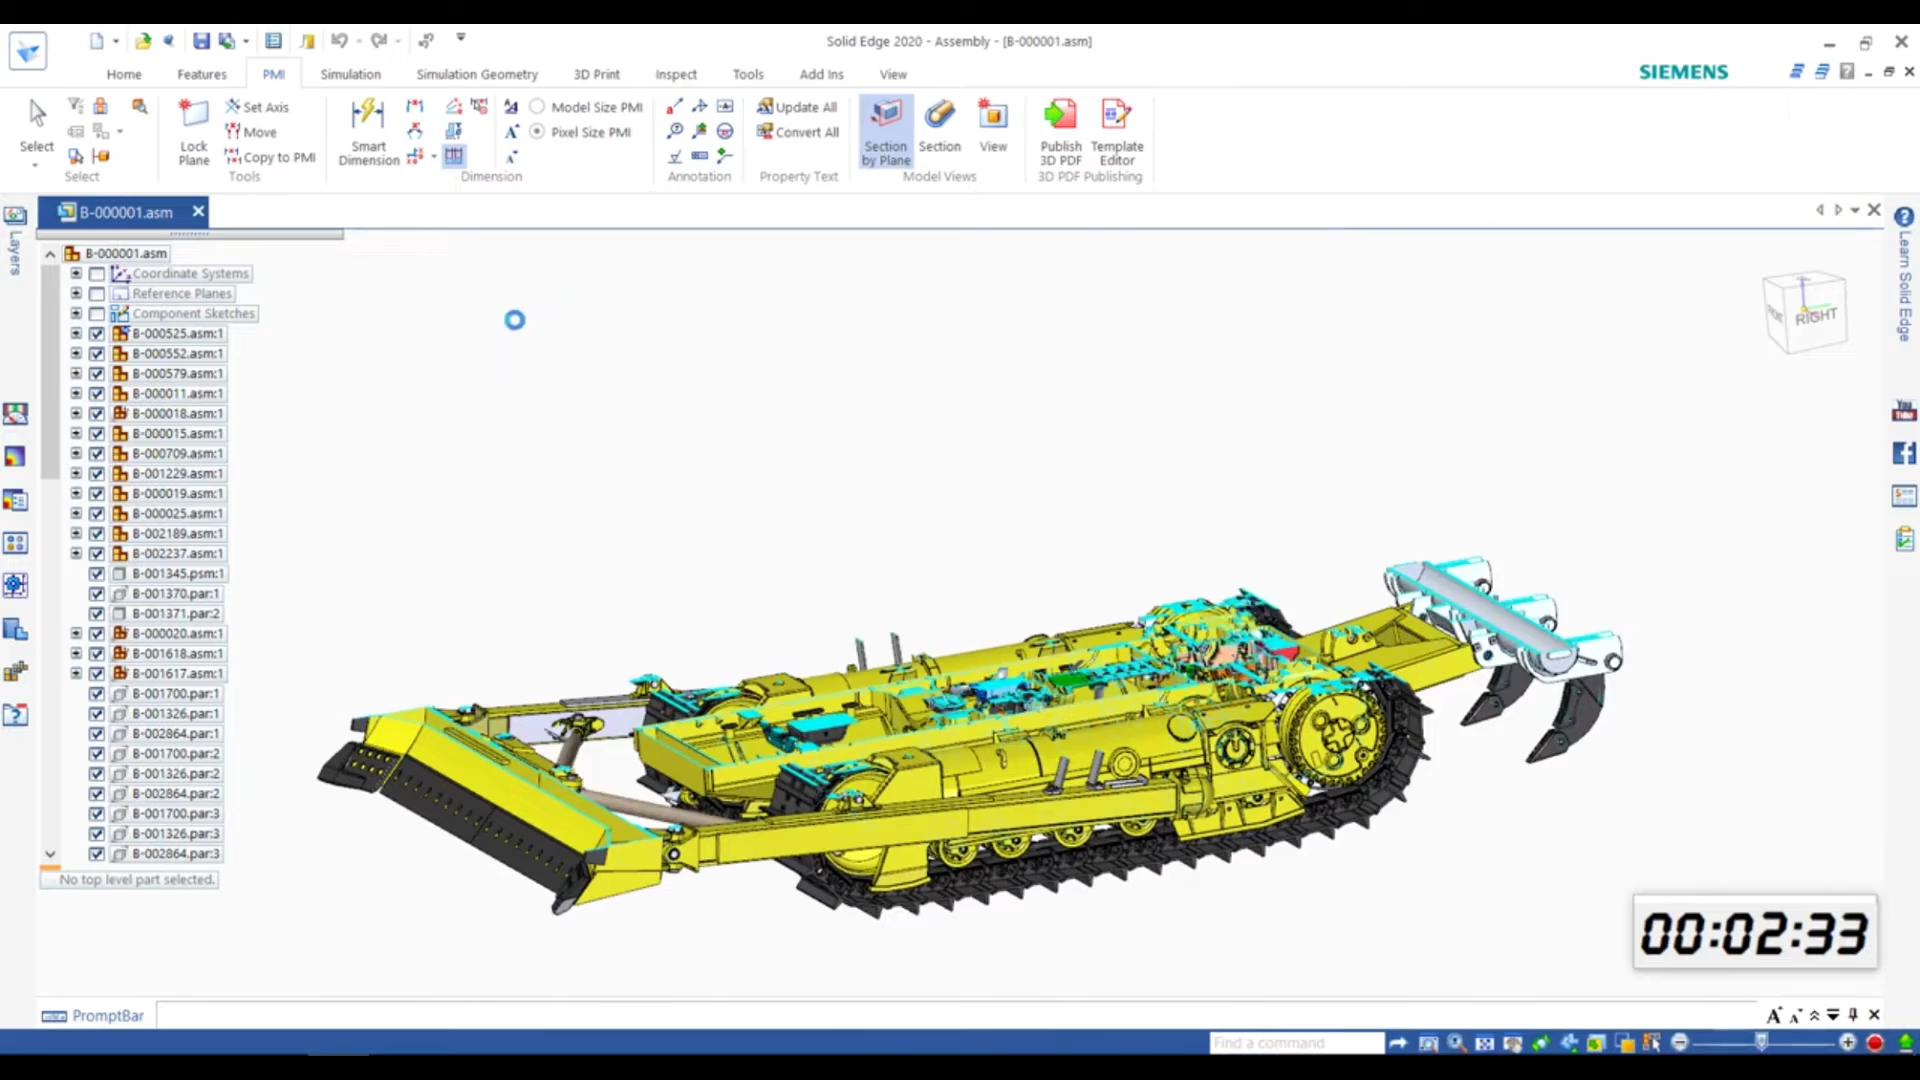 Solid Edge 2020 - Assembly - [B-000001.asm]
Home Features PMI Simulation Simulation Geometry 3D Print Inspect Tools Add Ins View
SIEMENS
Select
Select
Lock Plane
Set Axis
Move
Copy to PMI
Tools
Smart Dimension
Model Size PMI
Pixel Size PMI
Dimension
Annotation
Update All
Convert All
Property Text
Section by Plane
Section
View
Model Views
Publish 3D PDF
Template Editor
3D PDF Publishing
B-000001.asm
Layers
Learn Solid Edge
B-000001.asm
Coordinate Systems
Reference Planes
Component Sketches
B-000525.asm:1
B-000552.asm:1
B-000579.asm:1
B-000011.asm:1
B-000018.asm:1
B-000015.asm:1
B-000709.asm:1
B-001229.asm:1
B-000019.asm:1
B-000025.asm:1
B-002189.asm:1
B-002237.asm:1
B-001345.psm:1
B-001370.par:1
B-001371.par:2
B-000020.asm:1
B-001618.asm:1
B-001617.asm:1
B-001700.par:1
B-001326.par:1
B-002864.par:1
B-001700.par:2
B-001326.par:2
B-002864.par:2
B-001700.par:3
B-001326.par:3
B-002864.par:3
No top level part selected.
RIGHT
You
00:02:33
PromptBar
Find a command